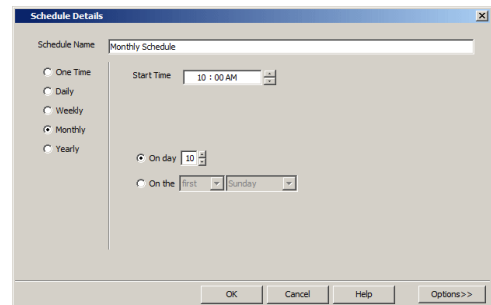 Schedule Details
Schedule Name Monthly Schedule
One Time Start Time 10 : 00 AM
Daily
Weekly
Monthly
Yearly On day 10
On the first Sunday
OK Cancel Help Options>>